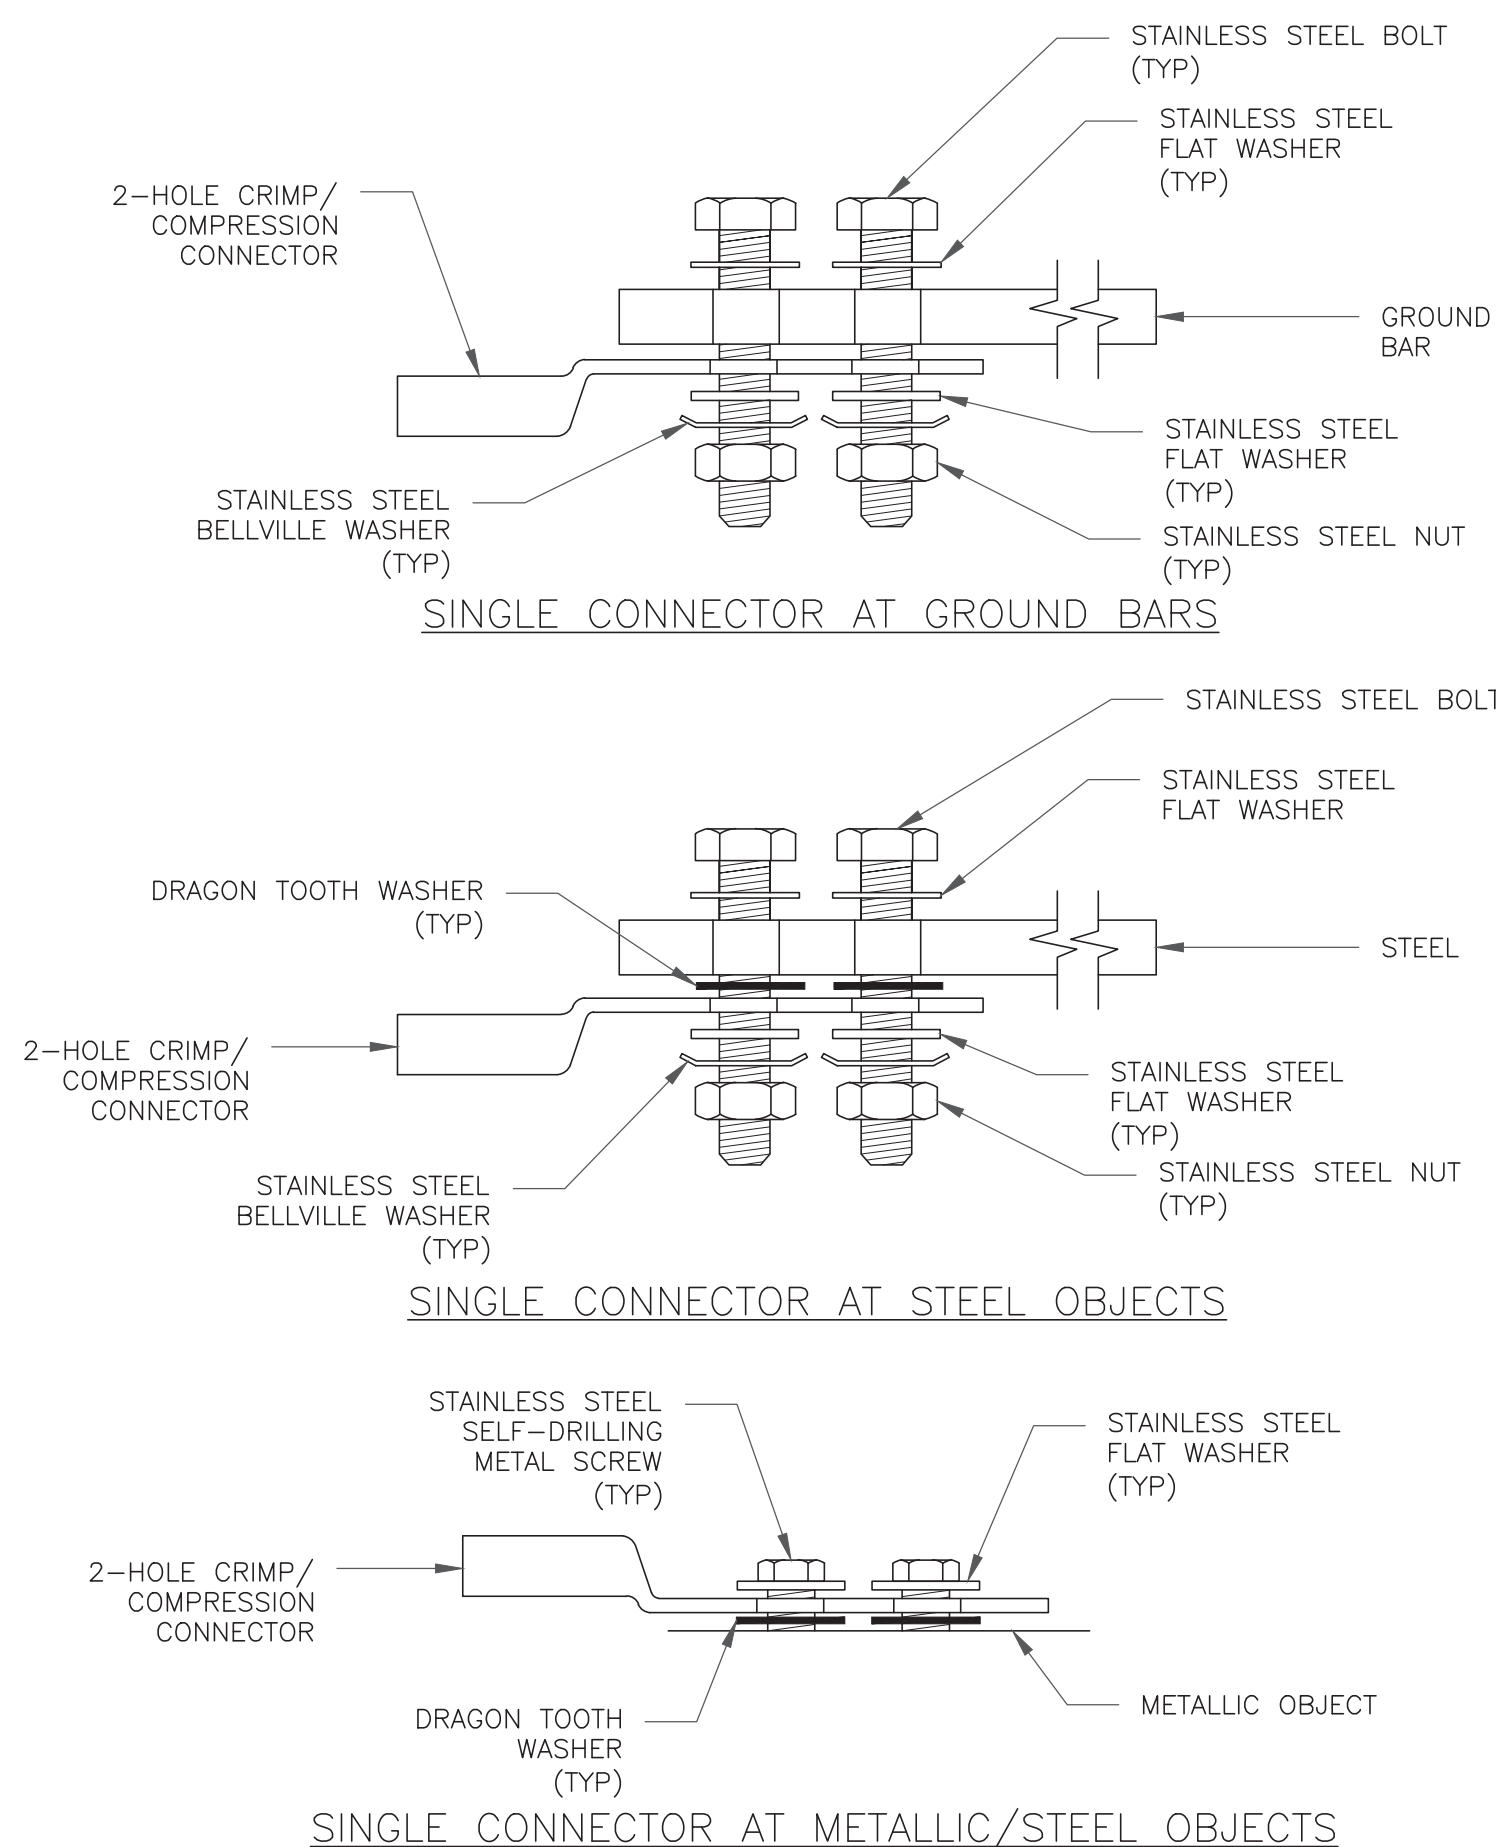 STAINLESS STEEL BOLT
(TYP)
STAINLESS STEEL
FLAT WASHER
(TYP)
2-HOLE CRIMP/
COMPRESSION
CONNECTOR
GROUND
BAR
STAINLESS STEEL
FLAT WASHER
(TYP)
STAINLESS STEEL
BELLVILLE WASHER
(TYP)
STAINLESS STEEL NUT
(TYP)
SINGLE CONNECTOR AT GROUND BARS
STAINLESS STEEL BOLT
STAINLESS STEEL
FLAT WASHER
DRAGON TOOTH WASHER
(TYP)
STEEL
2-HOLE CRIMP/
COMPRESSION
CONNECTOR
STAINLESS STEEL
FLAT WASHER
(TYP)
STAINLESS STEEL NUT
(TYP)
STAINLESS STEEL
BELLVILLE WASHER
(TYP)
SINGLE CONNECTOR AT STEEL OBJECTS
STAINLESS STEEL
SELF-DRILLING
METAL SCREW
(TYP)
STAINLESS STEEL
FLAT WASHER
(TYP)
2-HOLE CRIMP/
COMPRESSION
CONNECTOR
METALLIC OBJECT
DRAGON TOOTH
WASHER
(TYP)
SINGLE CONNECTOR AT METALLIC/STEEL OBJECTS